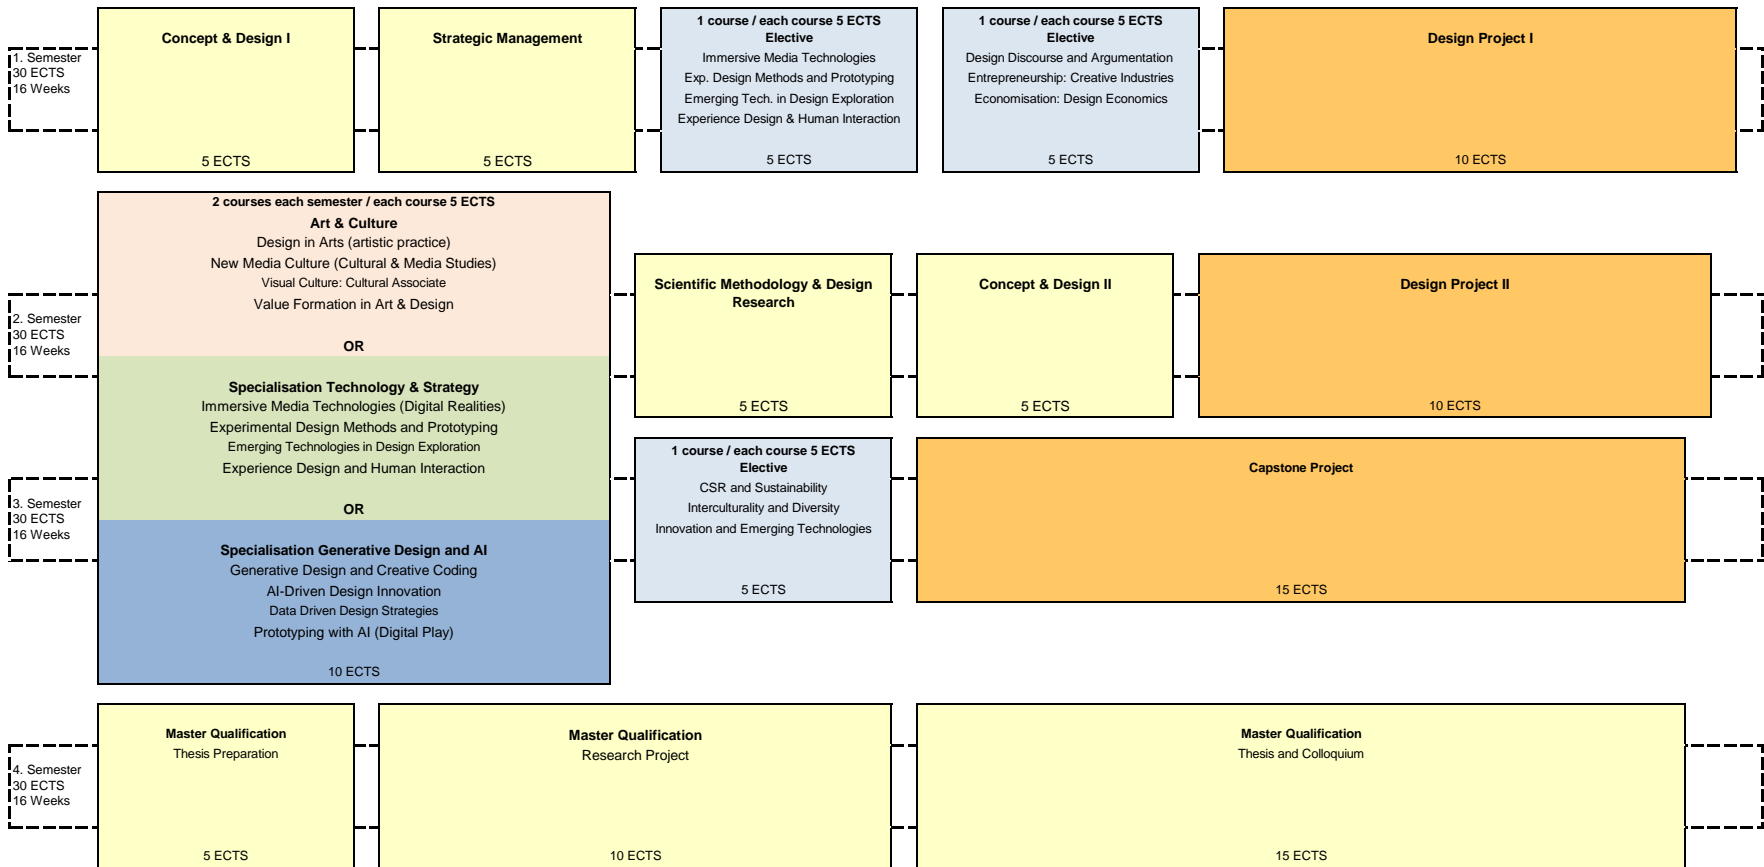 1. Semester
30 ECTS
16 Weeks
Concept & Design I
5 ECTS
Strategic Management
5 ECTS
1 course / each course 5 ECTS
Elective
Immersive Media Technologies
Exp. Design Methods and Prototyping
Emerging Tech. in Design Exploration
Experience Design & Human Interaction
5 ECTS
1 course / each course 5 ECTS
Elective
Design Discourse and Argumentation
Entrepreneurship: Creative Industries
Economisation: Design Economics
5 ECTS
Design Project I
10 ECTS
2. Semester
30 ECTS
16 Weeks
3. Semester
30 ECTS
16 Weeks
2 courses each semester / each course 5 ECTS
Art & Culture
Design in Arts (artistic practice)
New Media Culture (Cultural & Media Studies)
Visual Culture: Cultural Associate
Value Formation in Art & Design
OR
Specialisation Technology & Strategy
Immersive Media Technologies (Digital Realities)
Experimental Design Methods and Prototyping
Emerging Technologies in Design Exploration
Experience Design and Human Interaction
OR
Specialisation Generative Design and AI
Generative Design and Creative Coding
AI-Driven Design Innovation
Data Driven Design Strategies
Prototyping with AI (Digital Play)
10 ECTS
Scientific Methodology & Design
Research
5 ECTS
Concept & Design II
5 ECTS
Design Project II
10 ECTS
1 course / each course 5 ECTS
Elective
CSR and Sustainability
Interculturality and Diversity
Innovation and Emerging Technologies
5 ECTS
Capstone Project
15 ECTS
4. Semester
30 ECTS
16 Weeks
Master Qualification
Thesis Preparation
5 ECTS
Master Qualification
Research Project
10 ECTS
Master Qualification
Thesis and Colloquium
15 ECTS